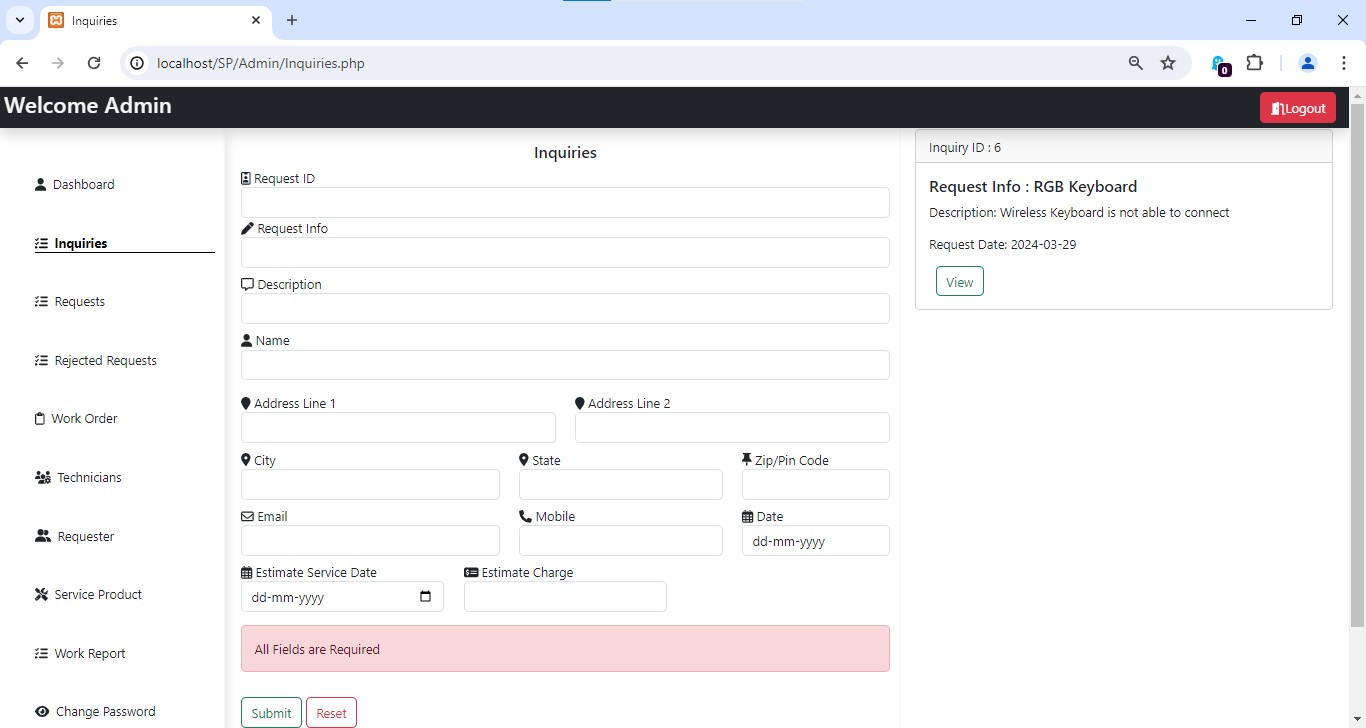 Inquiries
localhost/SP/Admin/Inquiries.php
0
Welcome Admin
Logout
Dashboard
Inquiries
Requests
Rejected Requests
Work Order
Technicians
Requester
Service Product
Work Report
Change Password
Inquiries
Request ID
Request Info
Description
Name
Address Line 1 Address Line 2
City State Zip/Pin Code
Email Mobile Date
dd-mm-yyyy
Estimate Service Date Estimate Charge
dd-mm-yyyy
All Fields are Required
Submit Reset
Inquiry ID : 6
Request Info : RGB Keyboard
Description: Wireless Keyboard is not able to connect
Request Date: 2024-03-29
View